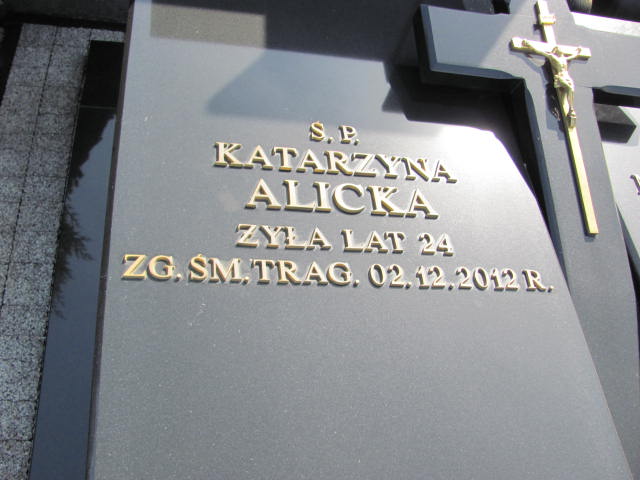 Ś. P.
KATARZYNA
ALICKA
ŻYŁA LAT 24
ZG. ŚM. TRAG. 02.12.2012 R.